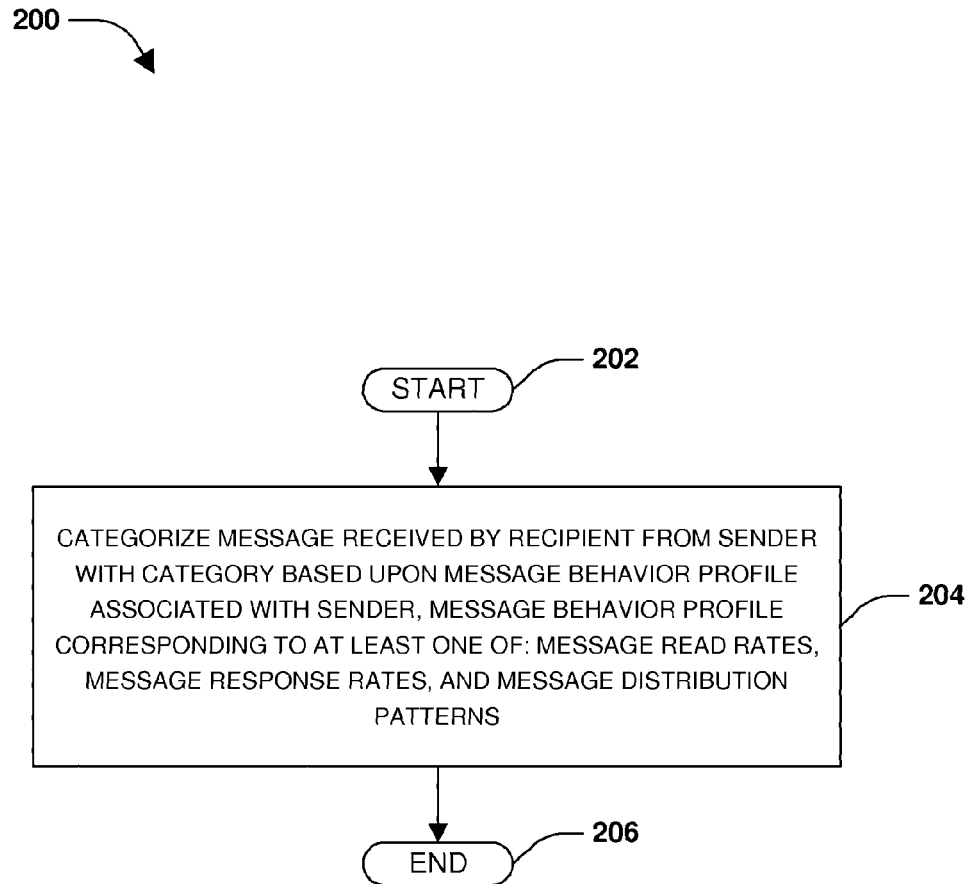 200
202
START
CATEGORIZE MESSAGE RECEIVED BY RECIPIENT FROM SENDER
WITH CATEGORY BASED UPON MESSAGE BEHAVIOR PROFILE
ASSOCIATED WITH SENDER, MESSAGE BEHAVIOR PROFILE
CORRESPONDING TO AT LEAST ONE OF: MESSAGE READ RATES,
MESSAGE RESPONSE RATES, AND MESSAGE DISTRIBUTION
PATTERNS
204
206
END